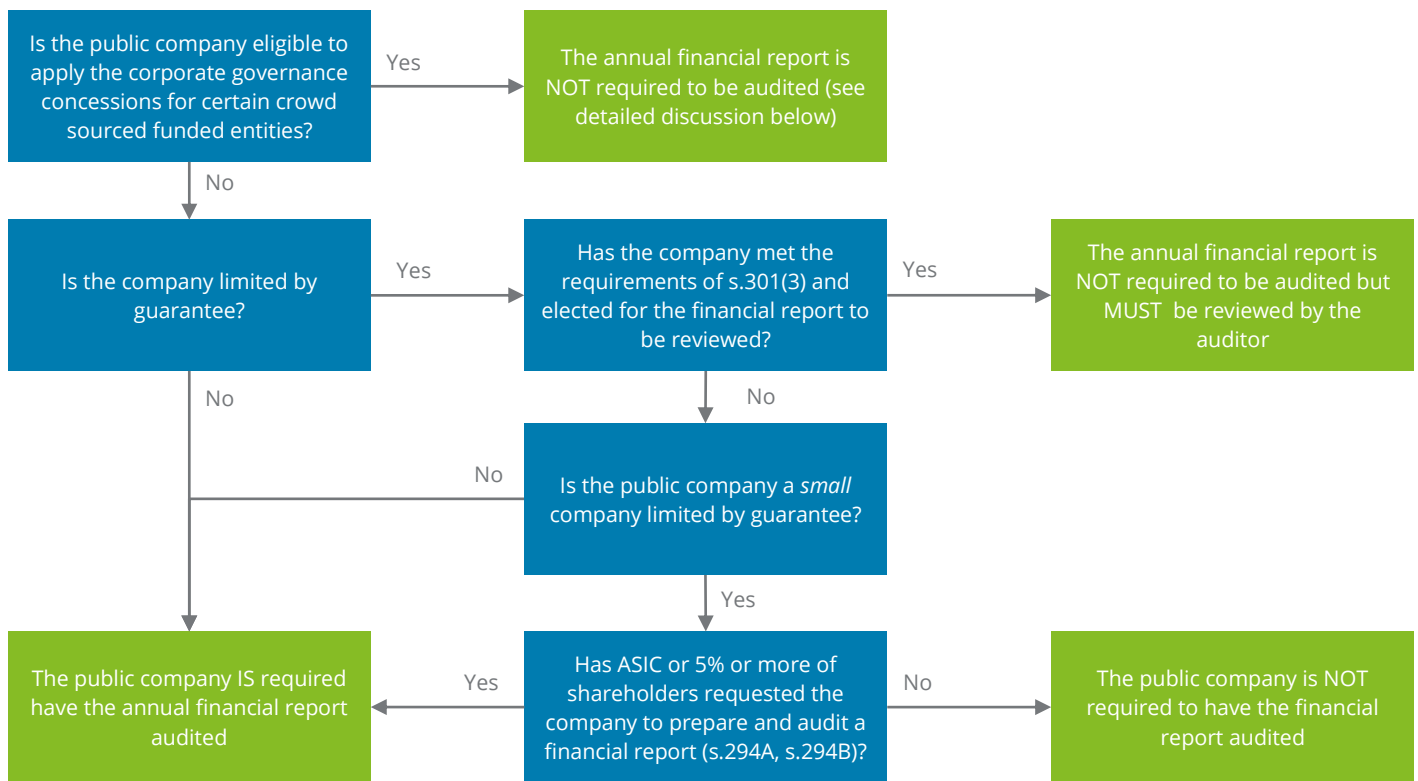 Is the public company eligible to
apply the corporate governance
concessions for certain crowd
sourced funded entities?
Yes
The annual financial report is
NOT required to be audited (see
detailed discussion below)
No
Is the company limited by
guarantee?
Yes
Has the company met the
requirements of s.301(3) and
elected for the financial report to
be reviewed?
Yes
The annual financial report is
NOT required to be audited but
MUST be reviewed by the
auditor
No
No
No
Is the public company a small
company limited by guarantee?
Yes
The public company IS required
have the annual financial report
audited
Yes
Has ASIC or 5% or more of
shareholders requested the
company to prepare and audit a
financial report (s.294A, s.294B)?
No
The public company is NOT
required to have the financial
report audited